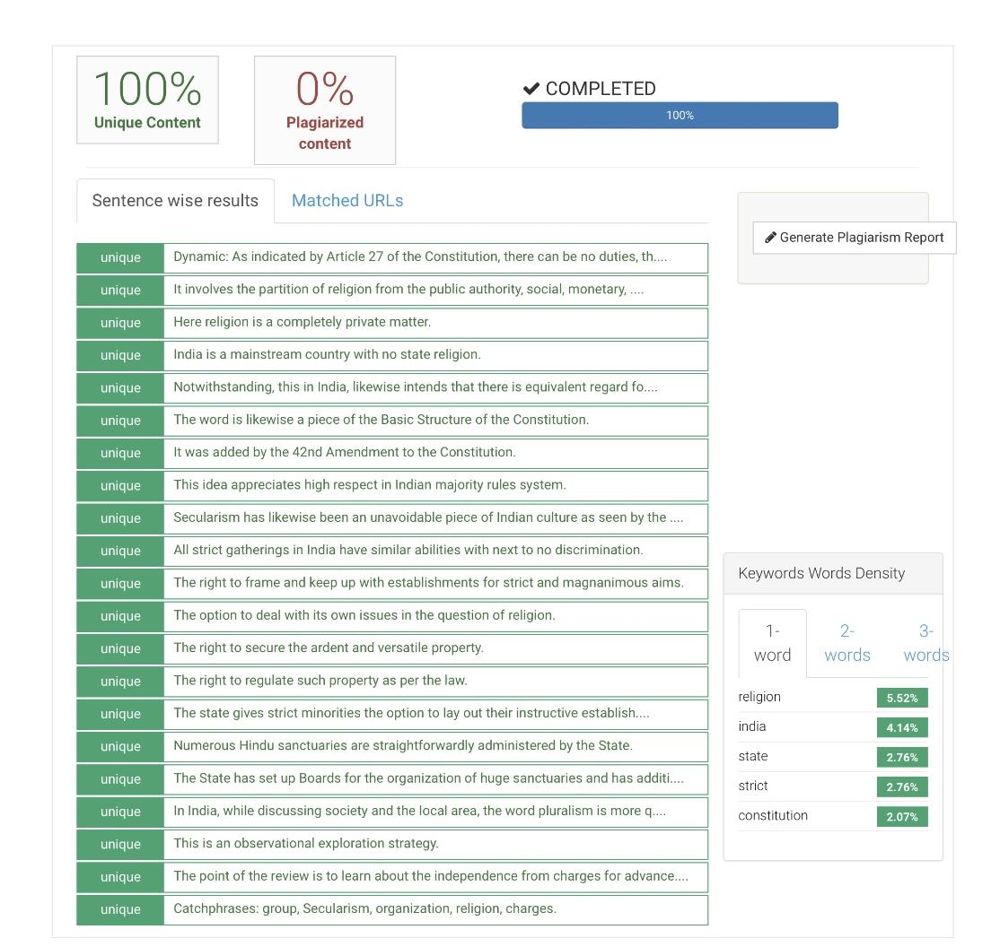 100%
Unique Content
0%
Plagiarized
content
COMPLETED
100%
Sentence wise results
Matched URLs
Generate Plagiarism Report
unique Dynamic: As indicated by Article 27 of the Constitution, there can be no duties, th....
unique It involves the partition of religion from the public authority, social, monetary, ....
unique Here religion is a completely private matter.
unique India is a mainstream country with no state religion.
unique Notwithstanding, this in India, likewise intends that there is equivalent regard fo....
unique The word is likewise a piece of the Basic Structure of the Constitution.
unique It was added by the 42nd Amendment to the Constitution.
unique This idea appreciates high respect in Indian majority rules system.
unique Secularism has likewise been an unavoidable piece of Indian culture as seen by the ....
unique All strict gatherings in India have similar abilities with next to no discrimination.
unique The right to frame and keep up with establishments for strict and magnanimous aims.
unique The option to deal with its own issues in the question of religion.
unique The right to secure the ardent and versatile property.
unique The right to regulate such property as per the law.
unique The state gives strict minorities the option to lay out their instructive establish....
unique Numerous Hindu sanctuaries are straightforwardly administered by the State.
unique The State has set up Boards for the organization of huge sanctuaries and has additi....
unique In India, while discussing society and the local area, the word pluralism is more q....
unique This is an observational exploration strategy.
unique The point of the review is to learn about the independence from charges for advance....
unique Catchphrases: group, Secularism, organization, religion, charges.
Keywords Words Density
1-
word
2-
words
3-
words
religion 5.52%
india 4.14%
state 2.76%
strict 2.76%
constitution 2.07%